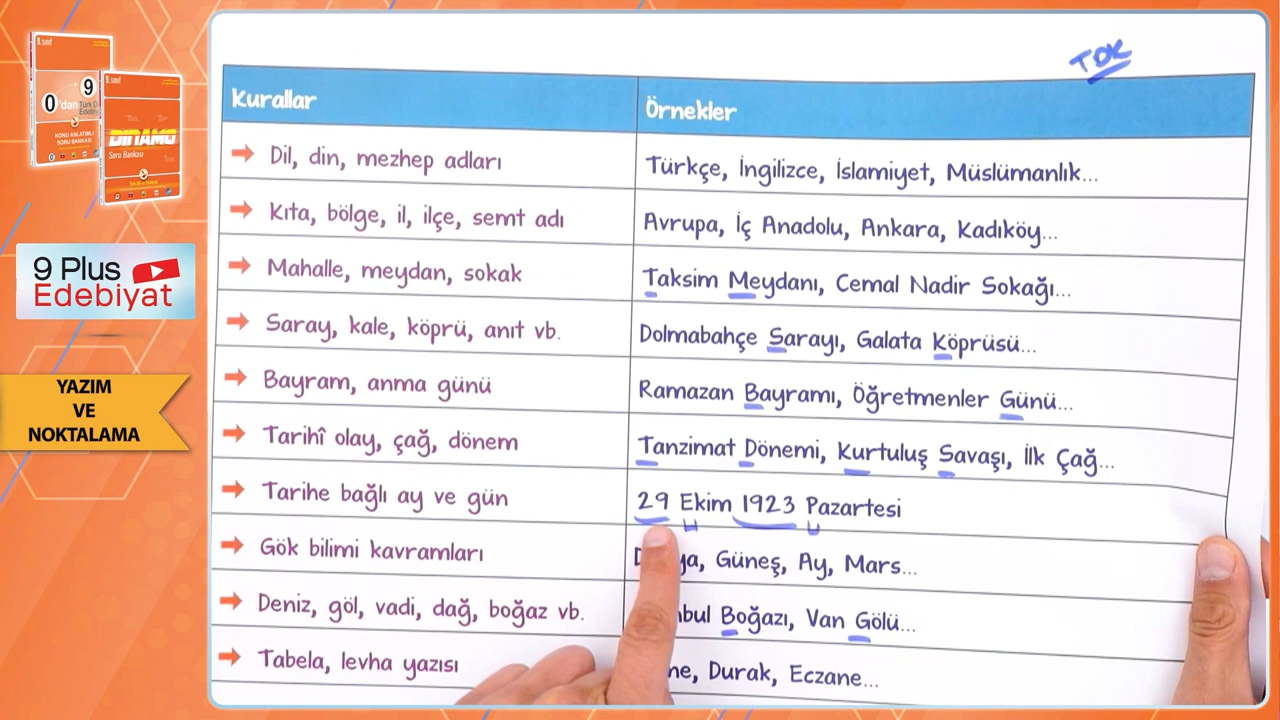 TDK
Kurallar
Örnekler
Dil, din, mezhep adları
Türkçe, İngilizce, İslamiyet, Müslümanlık...
Kıta, bölge, il, ilçe, semt adı
Avrupa, İç Anadolu, Ankara, Kadıköy...
Mahalle, meydan, sokak
Taksim Meydanı, Cemal Nadir Sokağı...
Saray, kale, köprü, anıt vb.
Dolmabahçe Sarayı, Galata Köprüsü...
Bayram, anma günü
Ramazan Bayramı, Öğretmenler Günü...
Tarihî olay, çağ, dönem
Tanzimat Dönemi, Kurtuluş Savaşı, İlk Çağ...
Tarihe bağlı ay ve gün
29 Ekim 1923 Pazartesi
Gök bilimi kavramları
Güneş, Ay, Mars...
Deniz, göl, vadi, dağ, boğaz vb.
Boğazı, Van Gölü...
Tabela, levha yazısı
Durak, Eczane...
9. Sınıf
0'dan 9
KONU ANLATIMLI
SORU BANKASI
9. Sınıf
DİNAMO
Soru Bankası
9 Plus
Edebiyat
YAZIM
VE
NOKTALAMA